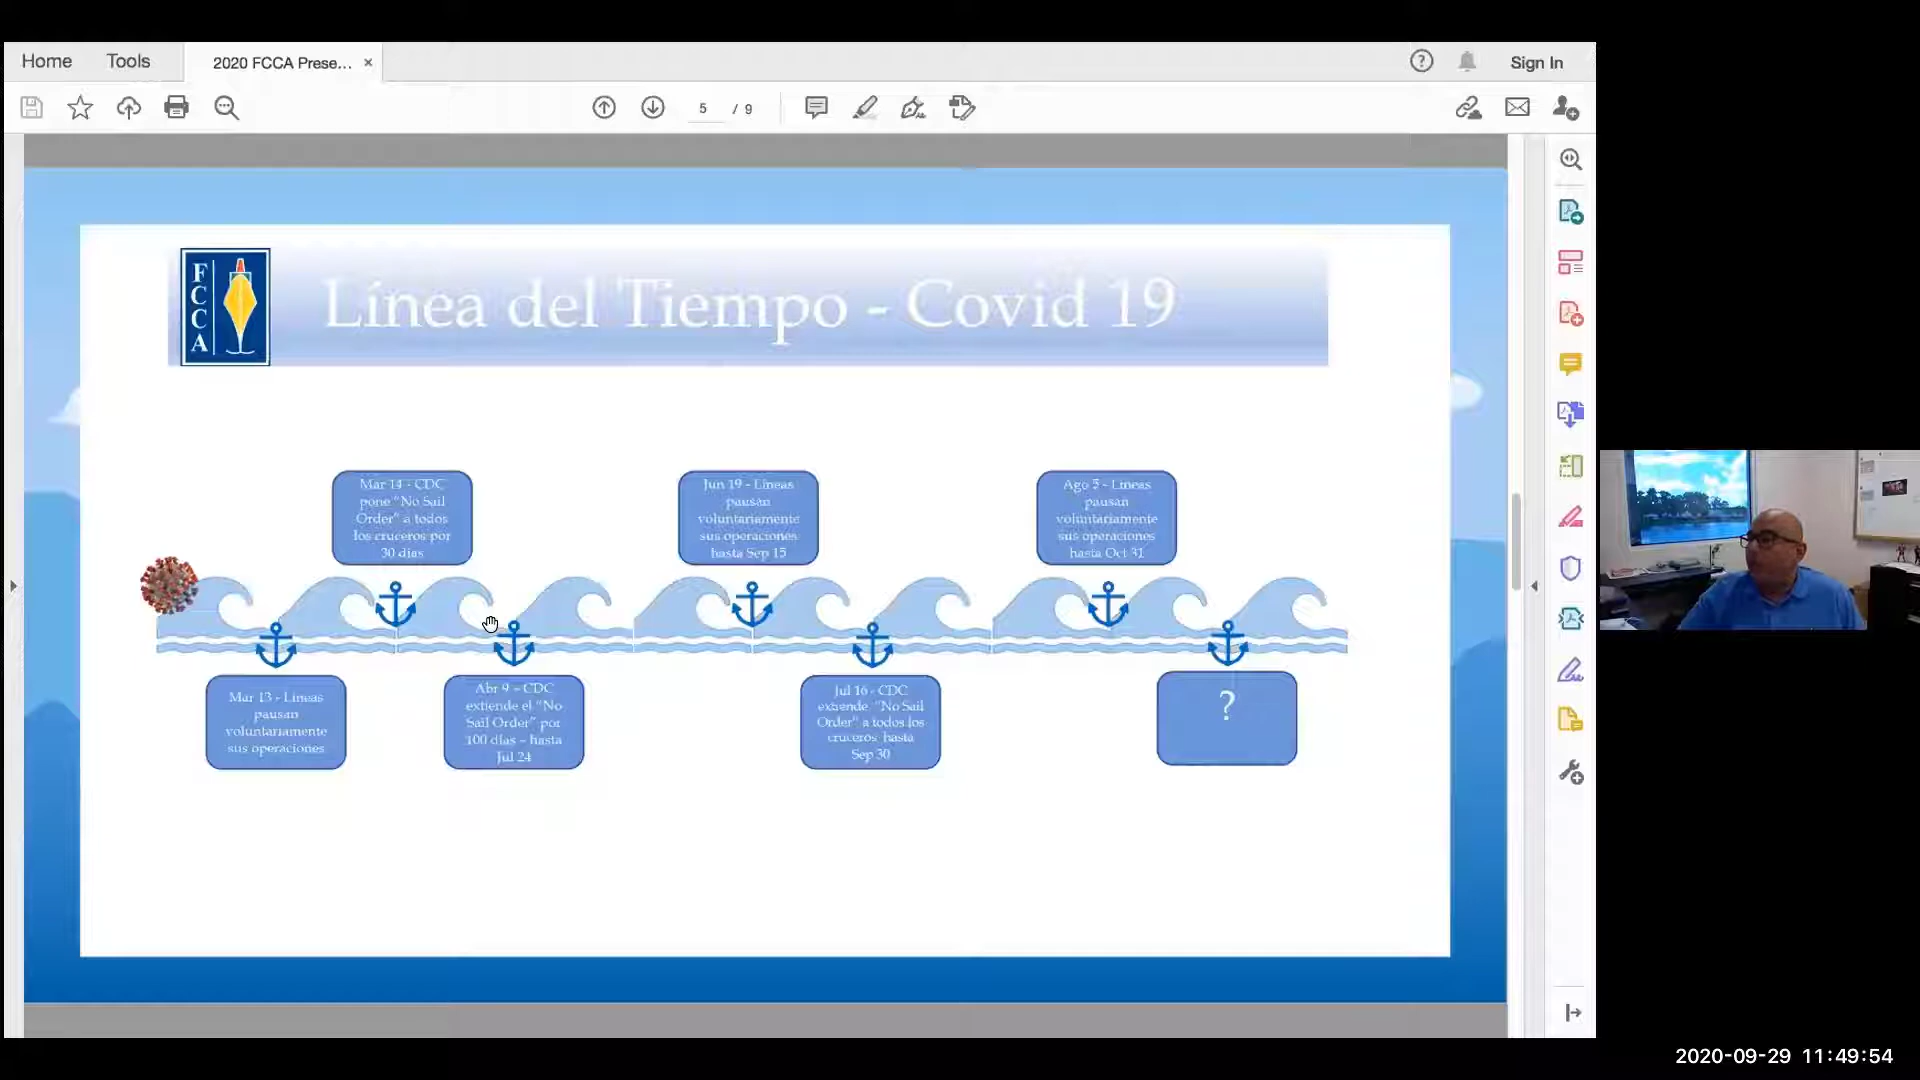 Home
Tools
2020 FCCA Prese... ×
Sign In
5 / 9
FCCA
Línea del Tiempo - Covid 19
Mar 14 - CDC
pone "No Sail
Order" a todos
los cruceros por
30 días
Jun 19 - Líneas
pausan
voluntariamente
sus operaciones
hasta Sep 15
Ago 5 - Líneas
pausan
voluntariamente
sus operaciones
hasta Oct 31
Mar 13 - Líneas
pausan
voluntariamente
sus operaciones
Abr 9 – CDC
extiende el "No
Sail Order" por
100 días – hasta
Jul 24
Jul 16 - CDC
extiende "No Sail
Order" a todos los
cruceros hasta
Sep 30
?
2020-09-29 11:49:54